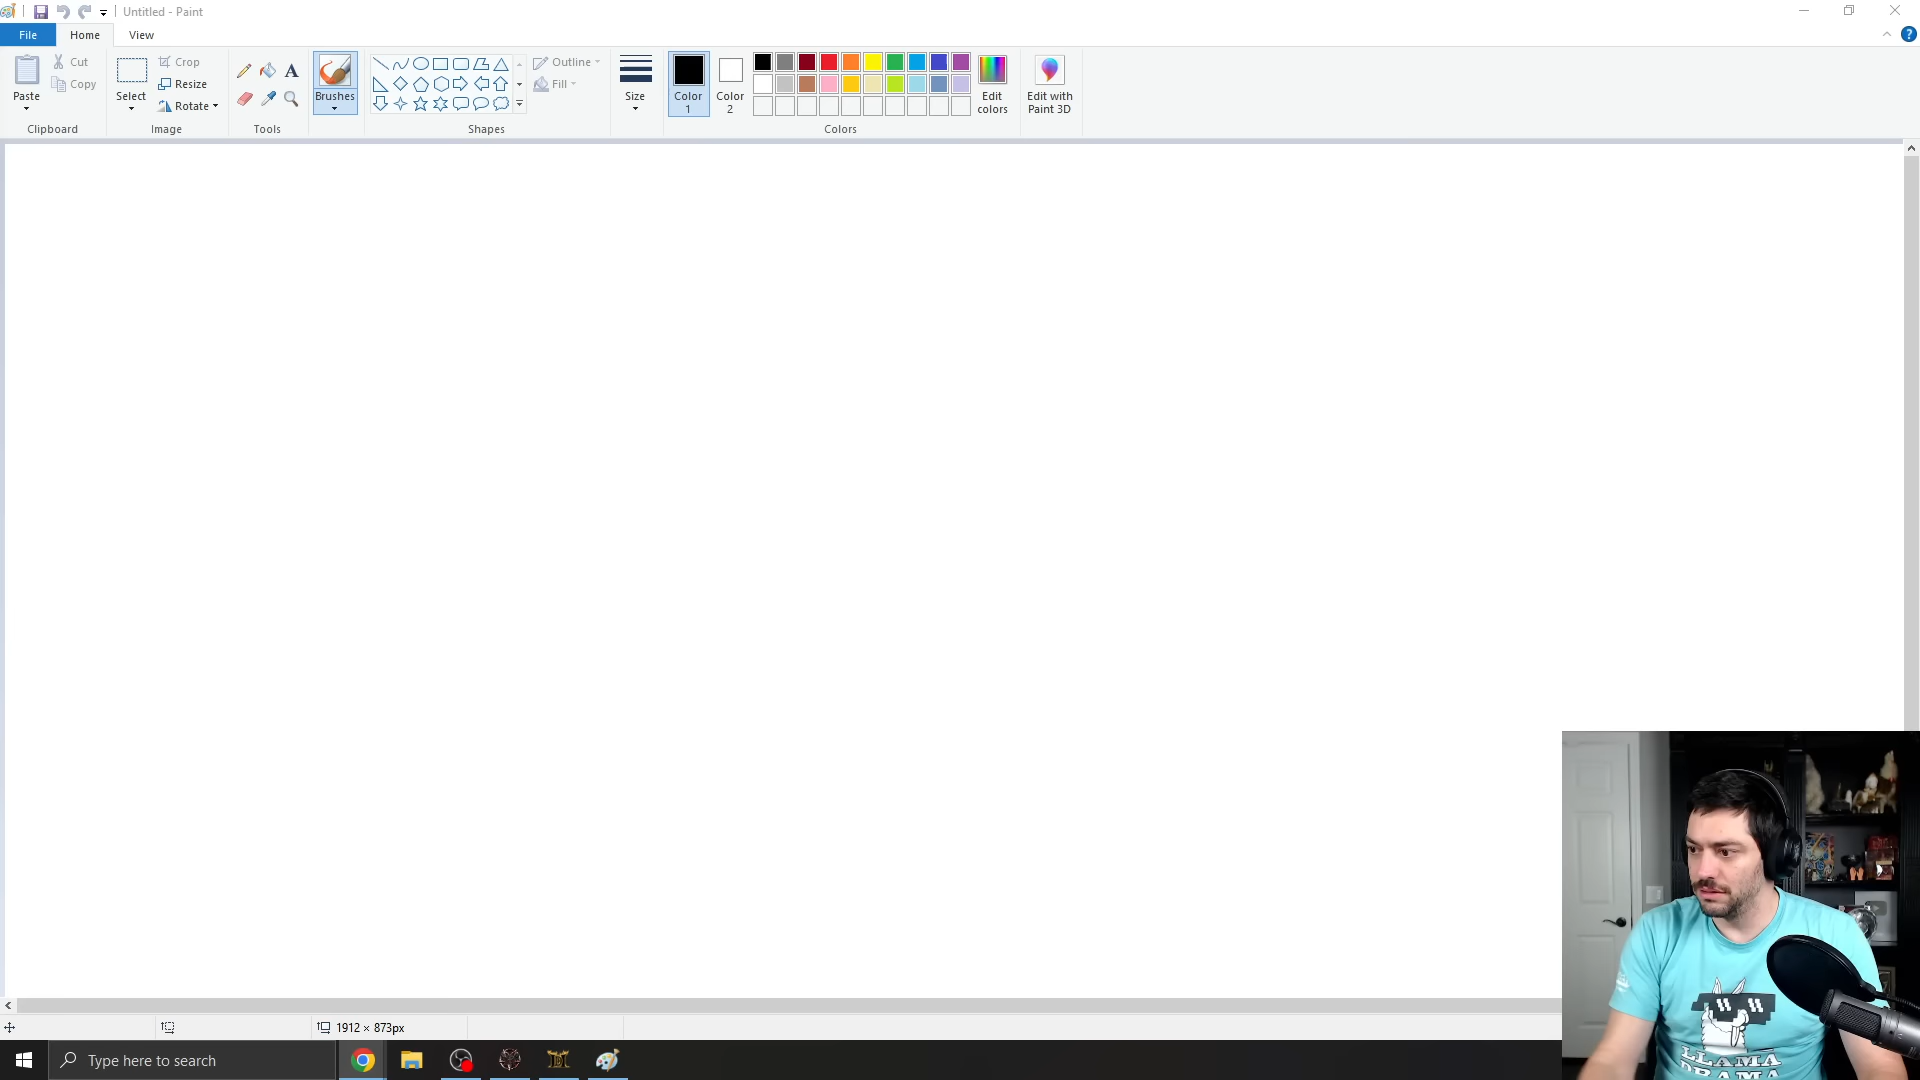 Untitled - Paint
File
Home
View
Paste
Cut
Copy
Clipboard
Select
Crop
Resize
Rotate
Image
A
Tools
Brushes
Shapes
Outline
Fill
Size
Color
1
Color
2
Colors
Edit
colors
Edit with
Paint 3D
?
1912 × 873px
Type here to search
LLAMA
DRAMA